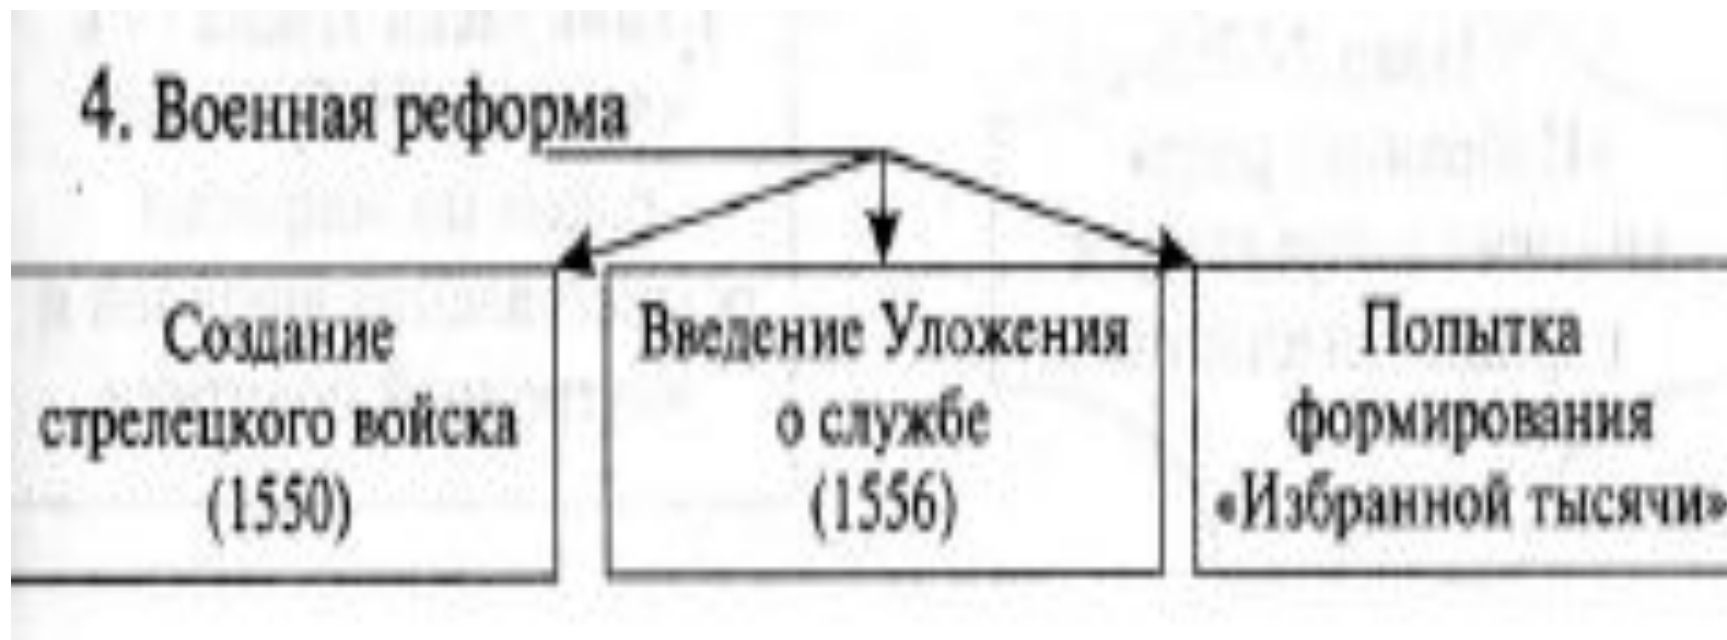 4. Военная реформа
Создание
стрелецкого войска
(1550)
Введение Уложения
о службе
(1556)
Попытка
формирования
«Избранной тысячи»